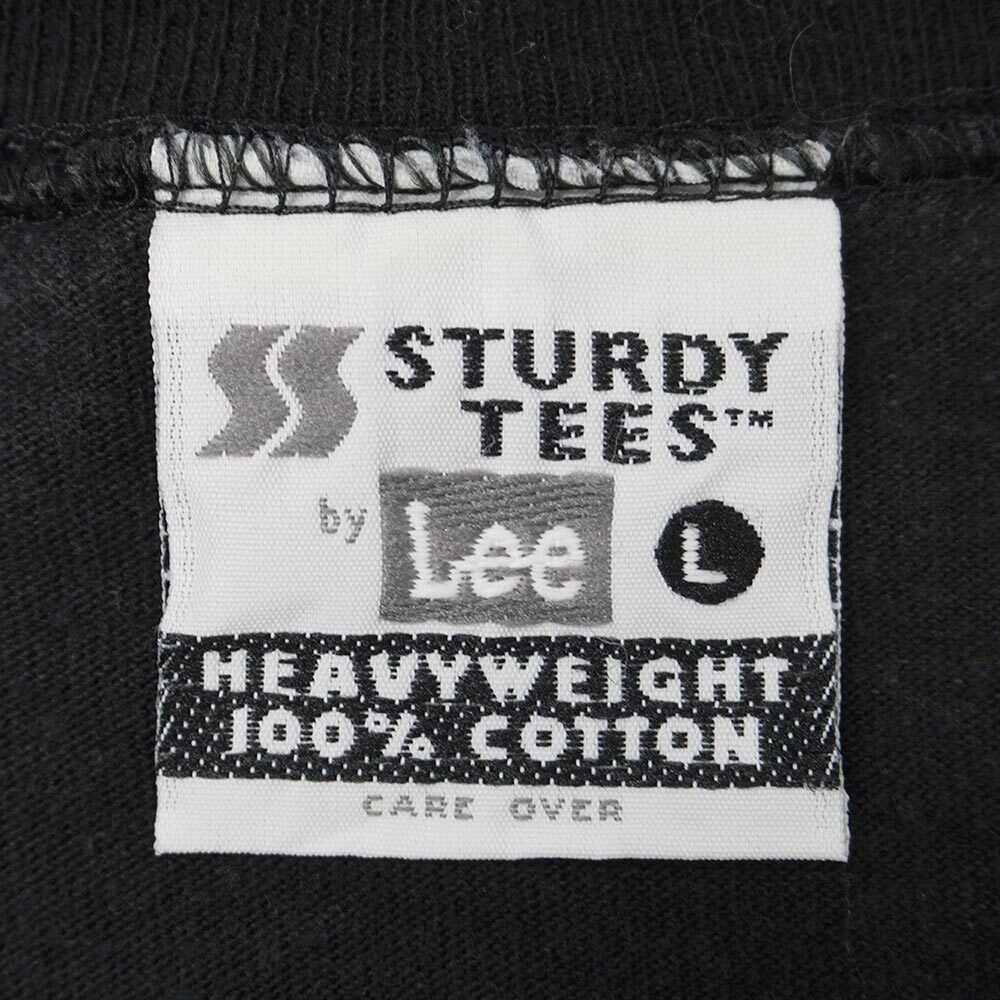 STURDY
TEES™
by Lee L
HEAVYWEIGHT
100% COTTON
CARE OVER